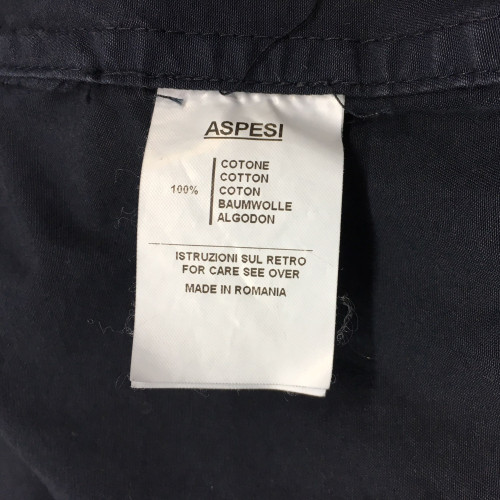 ASPESI
COTONE
COTTON
100% COTON
BAUMWOLLE
ALGODON
ISTRUZIONI SUL RETRO
FOR CARE SEE OVER
MADE IN ROMANIA